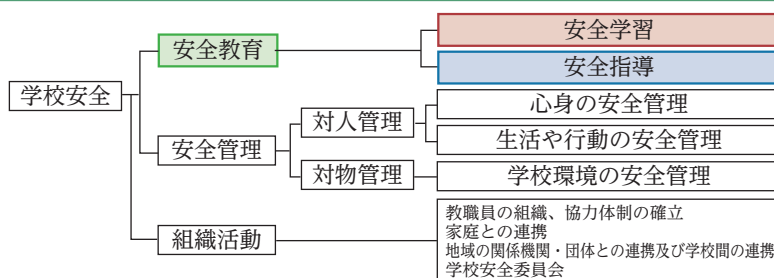 学校安全
安全教育
安全学習
安全指導
安全管理
対人管理
心身の安全管理
生活や行動の安全管理
対物管理
学校環境の安全管理
組織活動
教職員の組織、協力体制の確立
家庭との連携
地域の関係機関・団体との連携及び学校間の連携
学校安全委員会